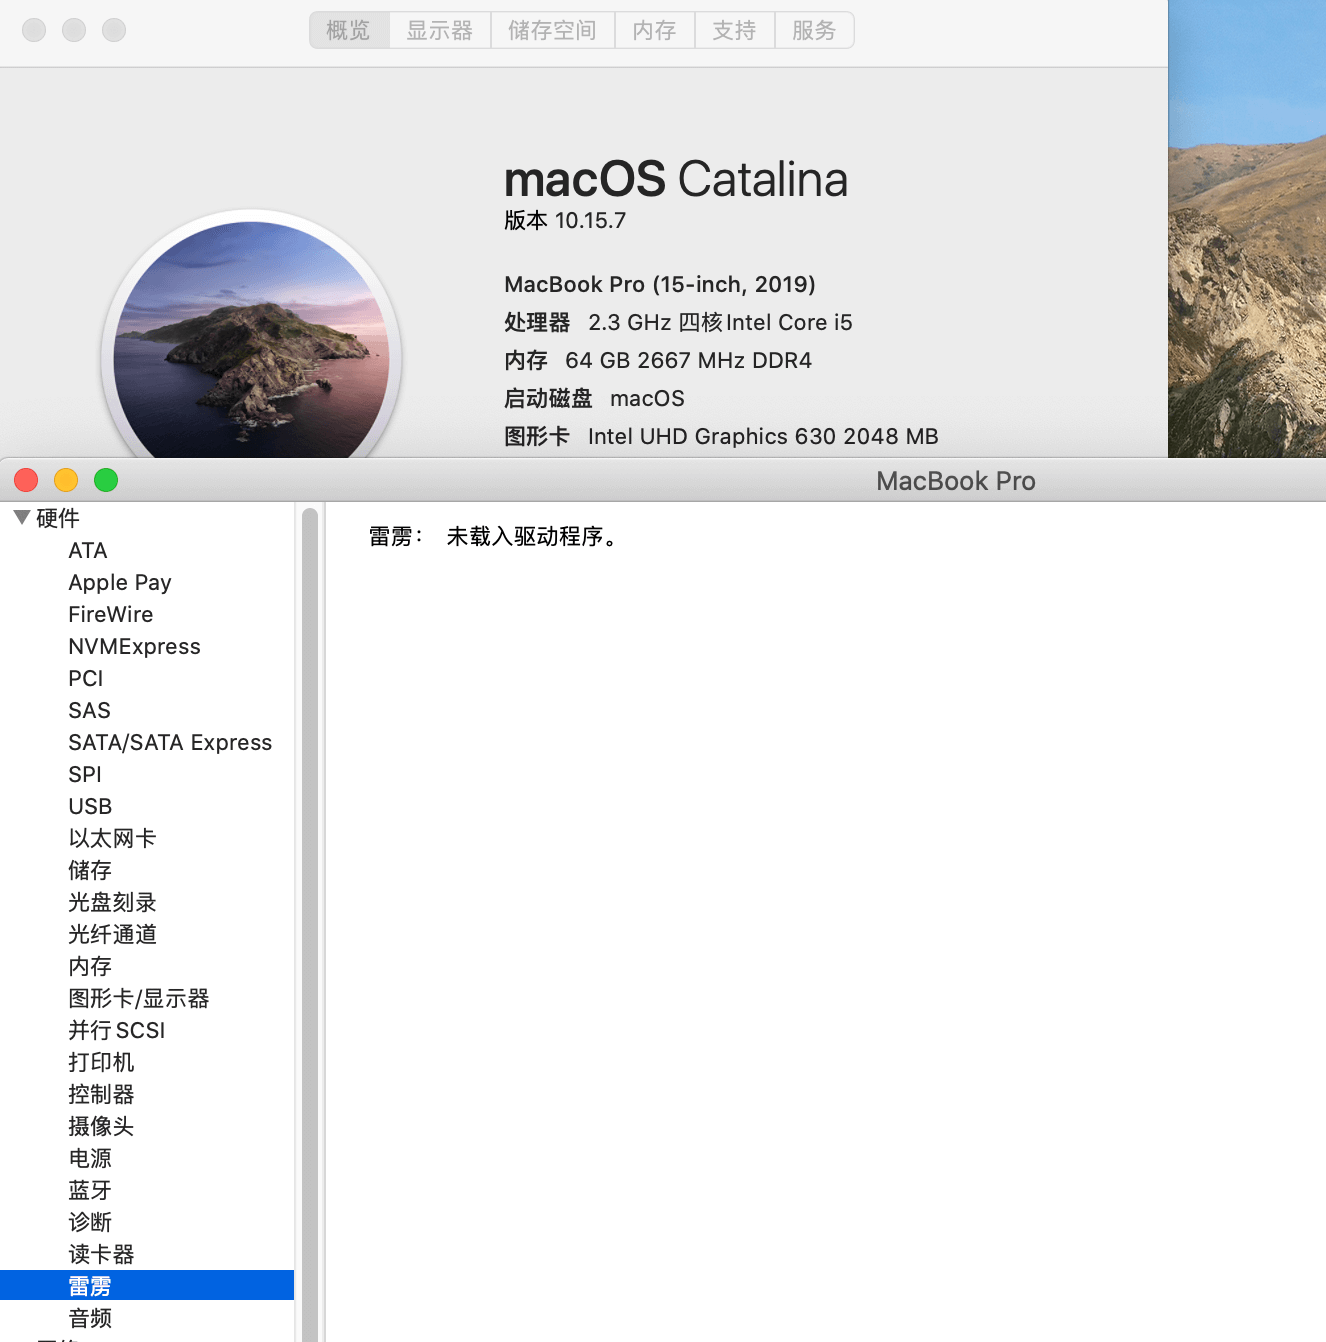 概览 显示器 储存空间 内存 支持 服务
macOS Catalina
版本 10.15.7
MacBook Pro (15-inch, 2019)
处理器 2.3 GHz 四核Intel Core i5
内存 64 GB 2667 MHz DDR4
启动磁盘 macOS
图形卡 Intel UHD Graphics 630 2048 MB
MacBook Pro
硬件
ATA
Apple Pay
FireWire
NVMExpress
PCI
SAS
SATA/SATA Express
SPI
USB
以太网卡
储存
光盘刻录
光纤通道
内存
图形卡/显示器
并行SCSI
打印机
控制器
摄像头
电源
蓝牙
诊断
读卡器
雷雳
音频
雷雳： 未载入驱动程序。